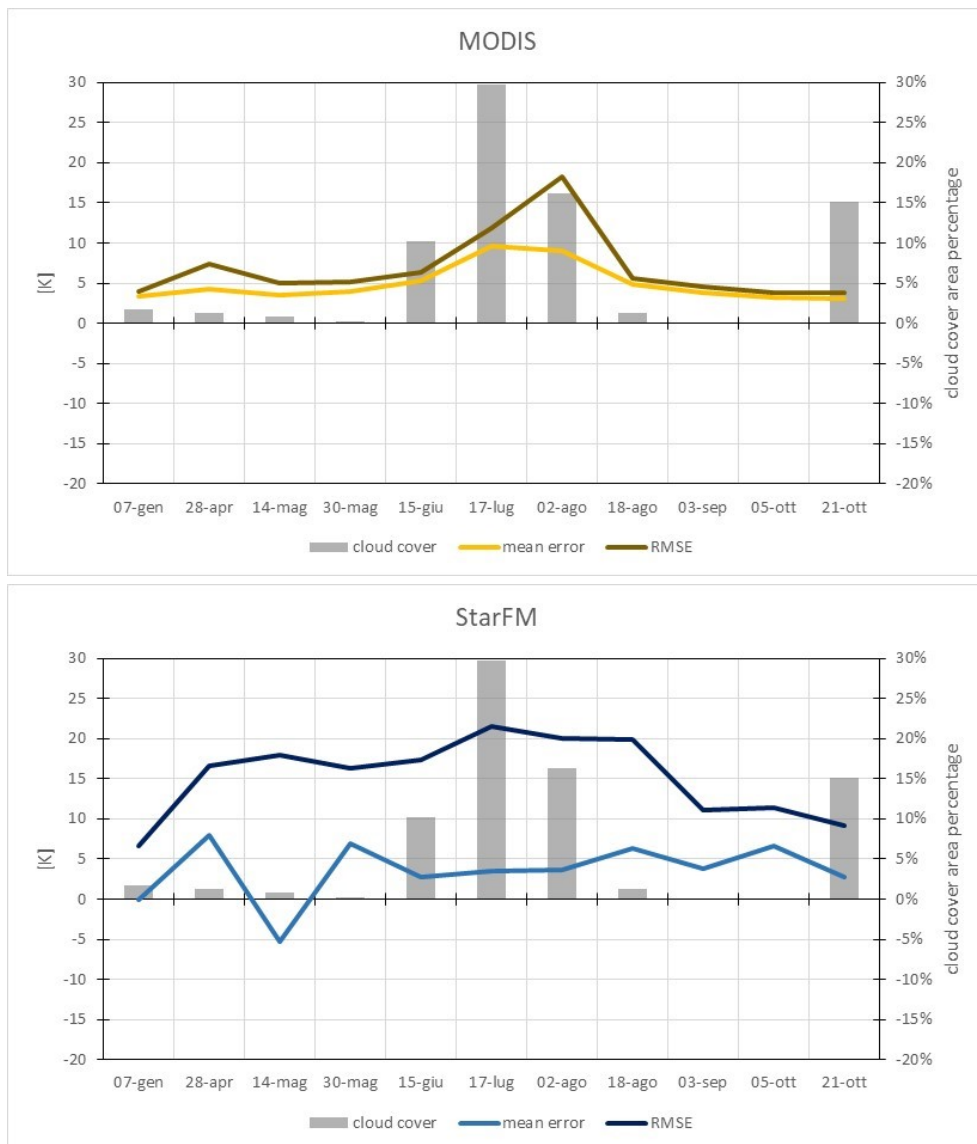 MODIS
30 30%
25 25%
20 20%
15 15%
10 10%
5 5%
0 0%
-5 -5%
-10 -10%
-15 -15%
-20 -20%
[K]
cloud cover area percentage
07-gen 28-apr 14-mag 30-mag 15-giu 17-lug 02-ago 18-ago 03-sep 05-ott 21-ott
cloud cover mean error RMSE
StarFM
30 30%
25 25%
20 20%
15 15%
10 10%
5 5%
0 0%
-5 -5%
-10 -10%
-15 -15%
-20 -20%
[K]
cloud cover area percentage
07-gen 28-apr 14-mag 30-mag 15-giu 17-lug 02-ago 18-ago 03-sep 05-ott 21-ott
cloud cover mean error RMSE